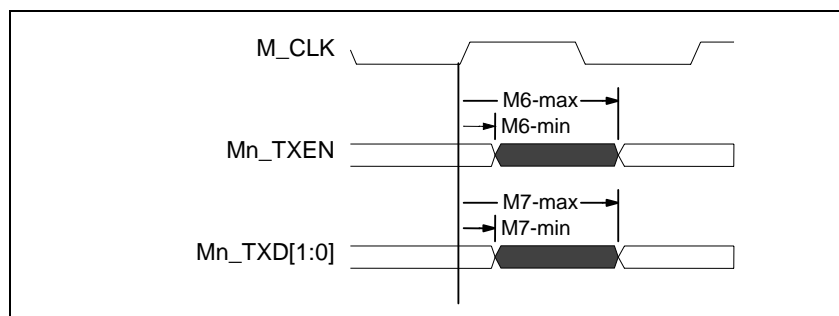 M_CLK
M6-max
M6-min
Mn_TXEN
M7-max
M7-min
Mn_TXD[1:0]